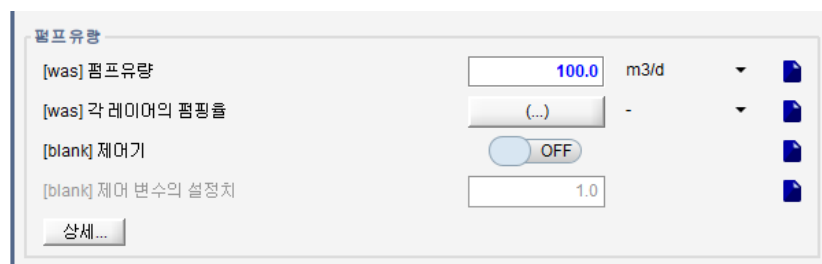 펌프유량
[was] 펌프유량 100.0 m3/d
[was] 각 레이어의 펌핑율 (...) -
[blank] 제어기 OFF
[blank] 제어 변수의 설정치 1.0
상세...